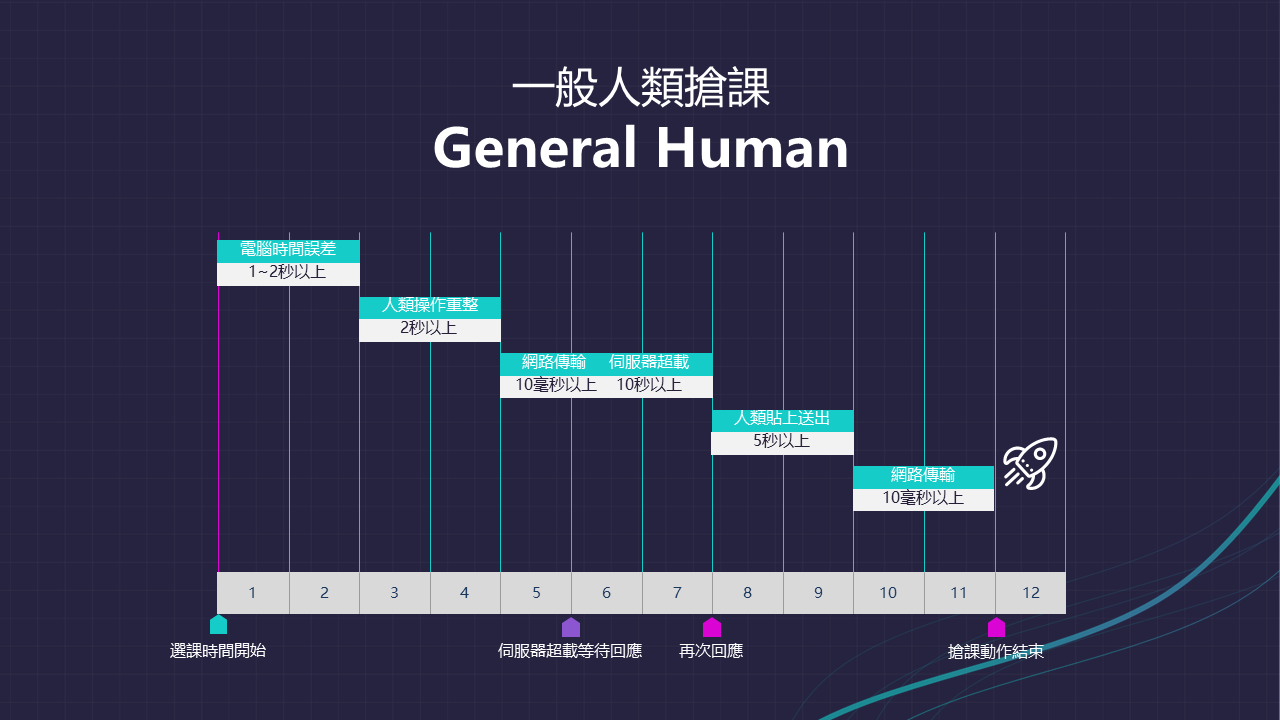 一般人類搶課
General Human
電腦時間誤差
1~2秒以上
人類操作重整
2秒以上
網路傳輸 伺服器超載
10毫秒以上 10秒以上
人類貼上送出
5秒以上
網路傳輸
10毫秒以上
1 2 3 4 5 6 7 8 9 10 11 12
選課時間開始 伺服器超載等待回應 再次回應 搶課動作結束